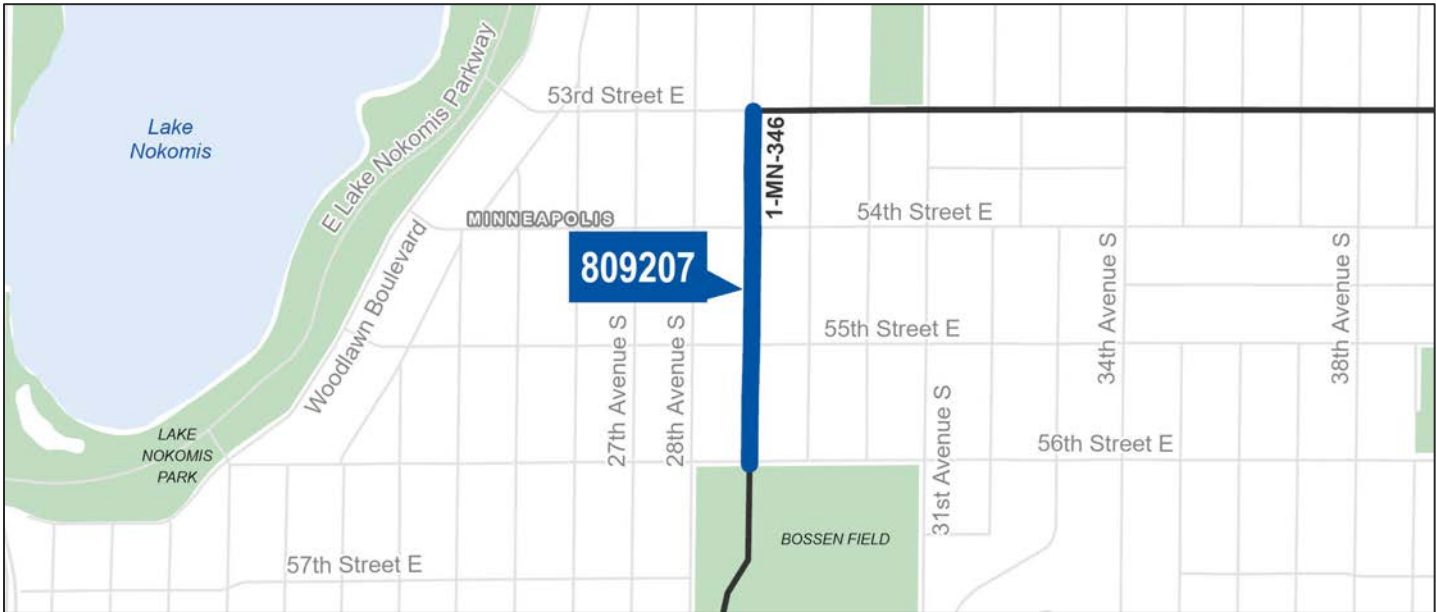 53rd Street E
E Lake Nokomis Parkway
Lake
Nokomis
1-MN-346
MINNEAPOLIS
54th Street E
Woodlawn Boulevard
809207
34th Avenue S
38th Avenue S
27th Avenue S
28th Avenue S
55th Street E
31st Avenue S
LAKE
NOKOMIS
PARK
56th Street E
BOSSEN FIELD
57th Street E